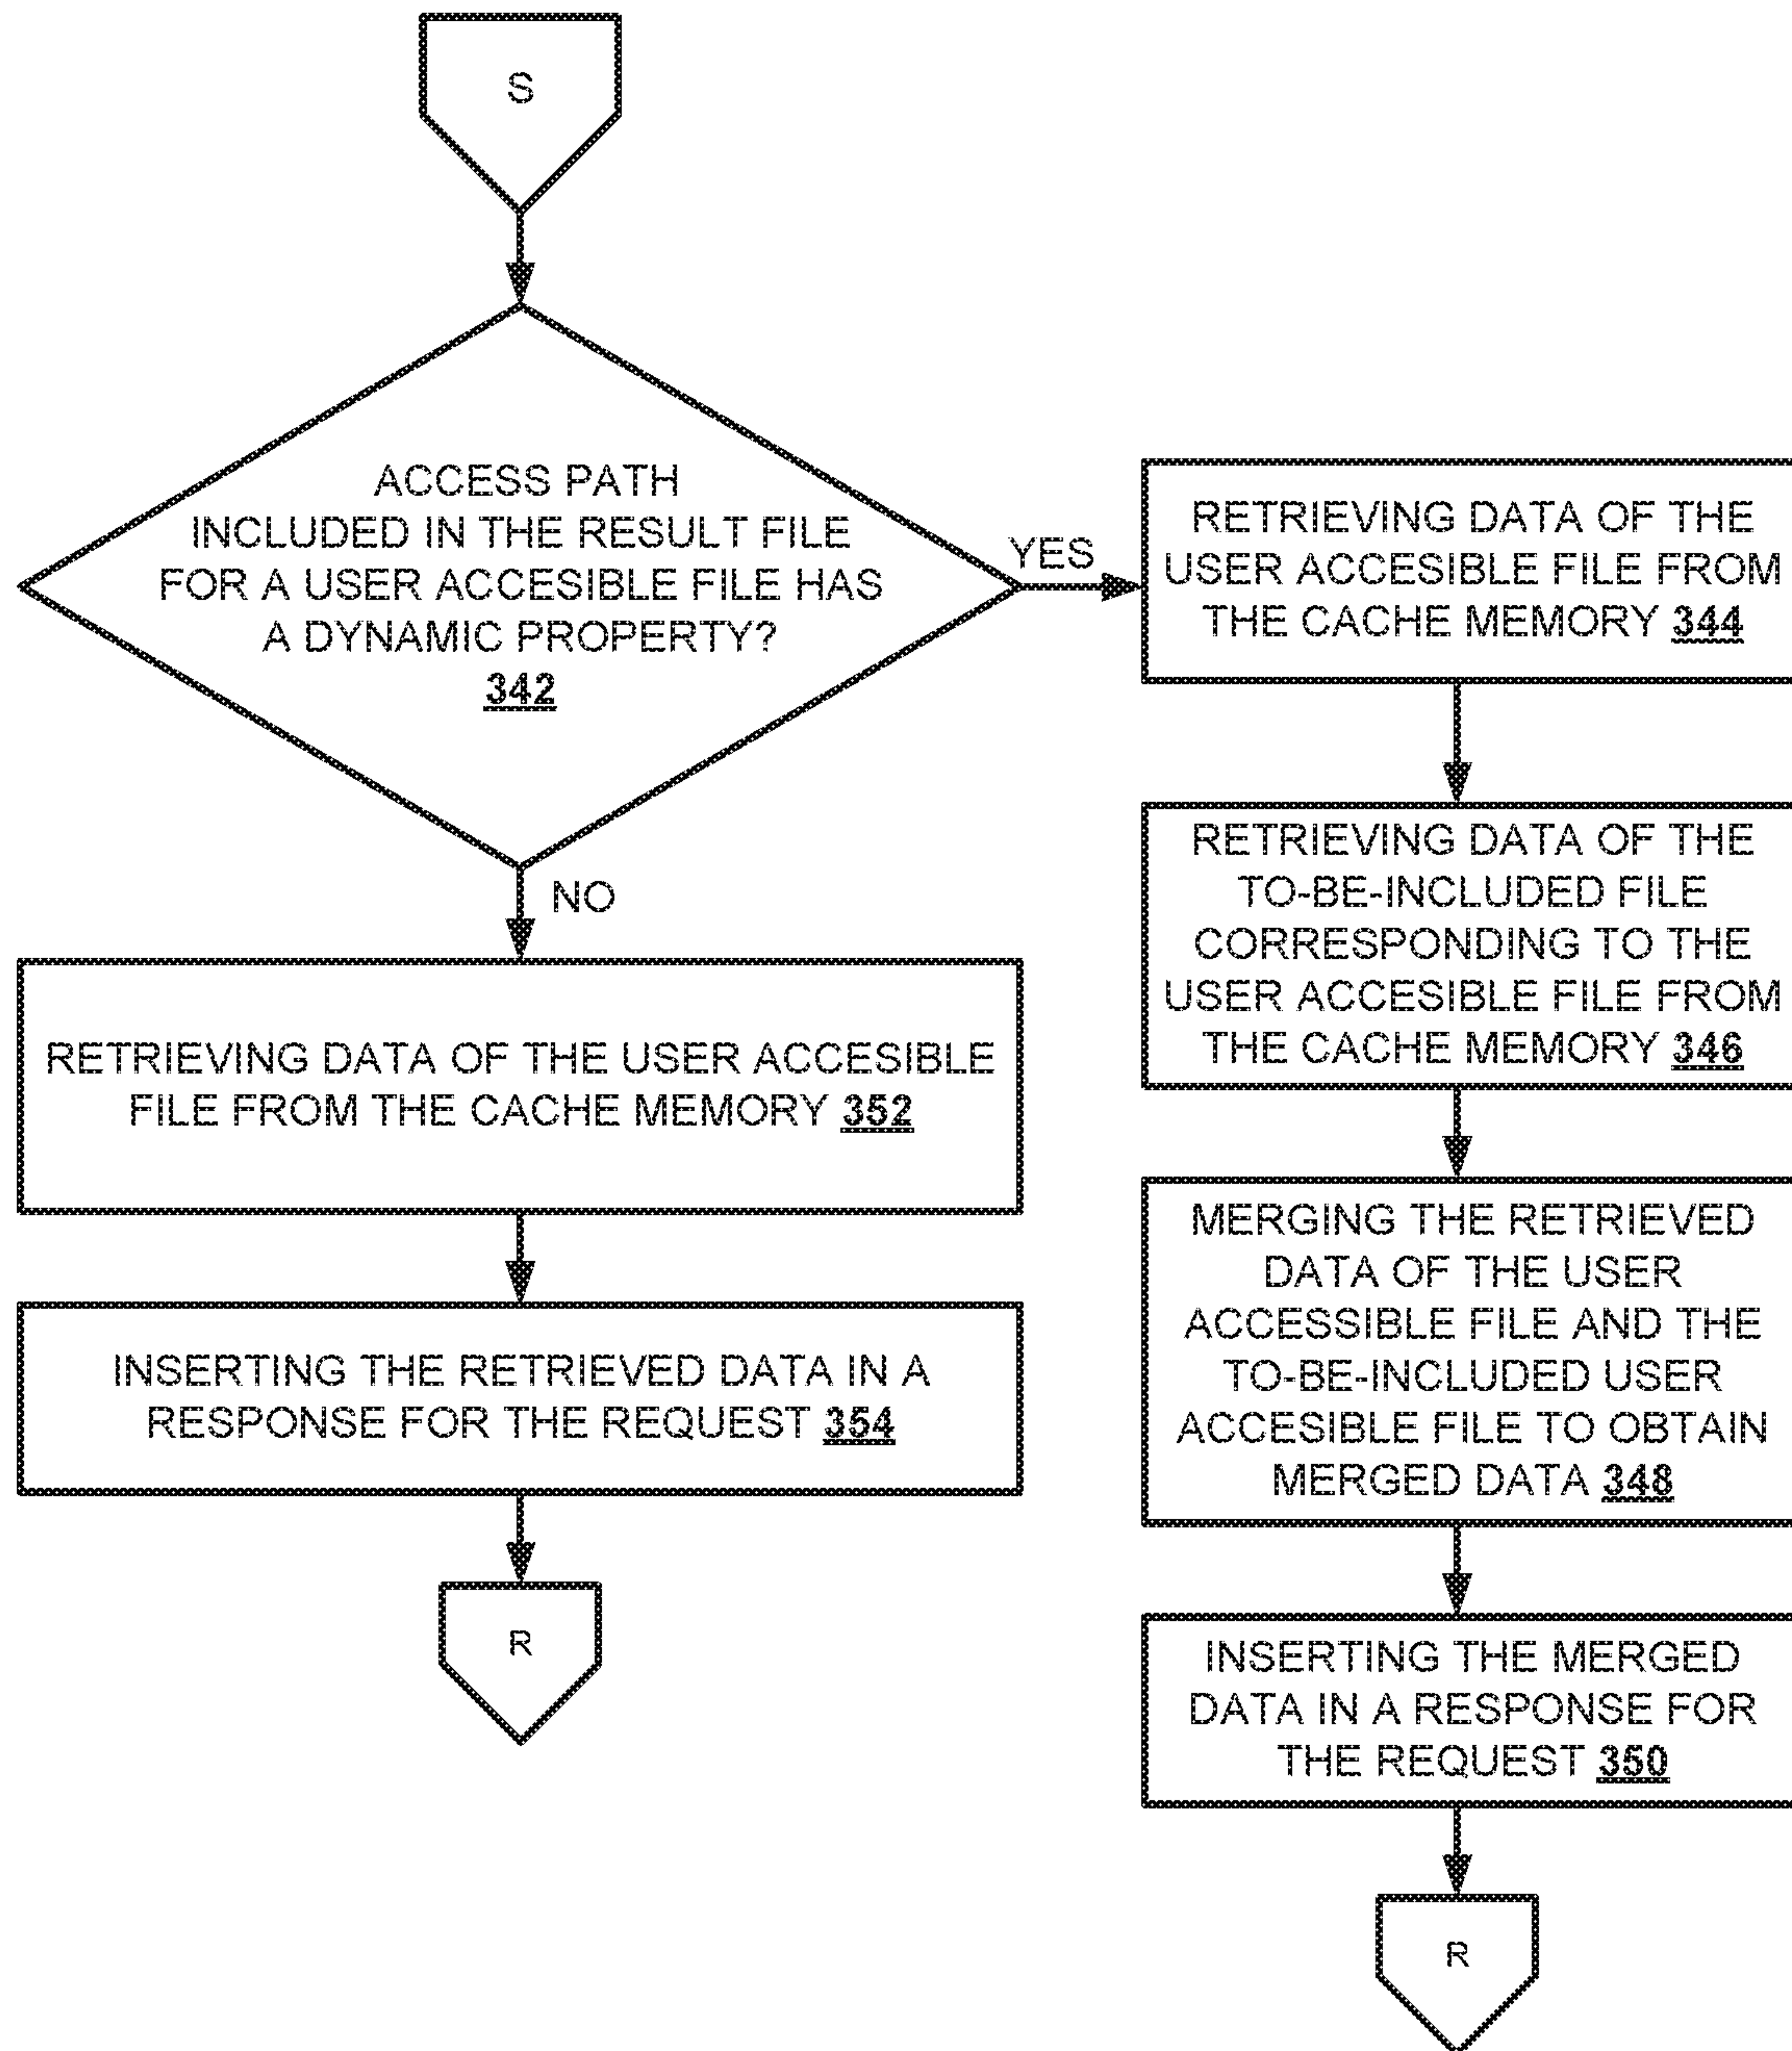 S
ACCESS PATH
INCLUDED IN THE RESULT FILE
FOR A USER ACCESIBLE FILE HAS
A DYNAMIC PROPERTY?
342
YES
NO
RETRIEVING DATA OF THE
USER ACCESIBLE FILE FROM
THE CACHE MEMORY 344
RETRIEVING DATA OF THE
TO-BE-INCLUDED FILE
CORRESPONDING TO THE
USER ACCESIBLE FILE FROM
THE CACHE MEMORY 346
MERGING THE RETRIEVED
DATA OF THE USER
ACCESSIBLE FILE AND THE
TO-BE-INCLUDED USER
ACCESIBLE FILE TO OBTAIN
MERGED DATA 348
INSERTING THE MERGED
DATA IN A RESPONSE FOR
THE REQUEST 350
R
RETRIEVING DATA OF THE USER ACCESIBLE
FILE FROM THE CACHE MEMORY 352
INSERTING THE RETRIEVED DATA IN A
RESPONSE FOR THE REQUEST 354
R